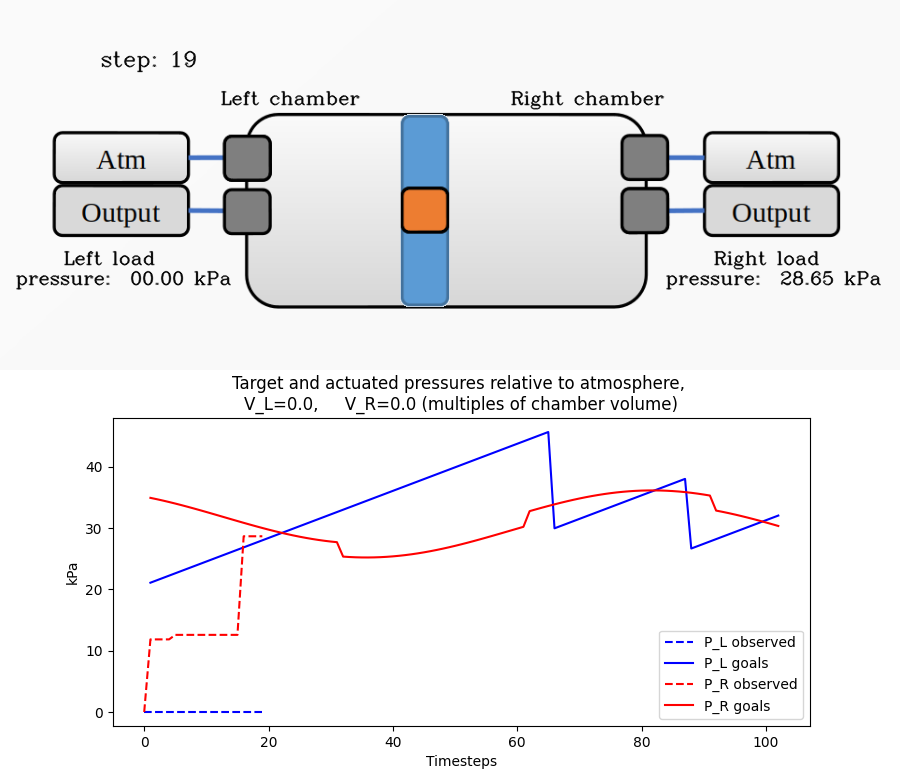 step: 19
Left chamber
Right chamber
Atm
Atm
Output
Output
Left load
pressure: 00.00 kPa
Right load
pressure: 28.65 kPa
Target and actuated pressures relative to atmosphere,
V_L=0.0, V_R=0.0 (multiples of chamber volume)
kPa
40
30
20
10
0
P_L observed
P_L goals
P_R observed
P_R goals
0 20 40 60 80 100
Timesteps